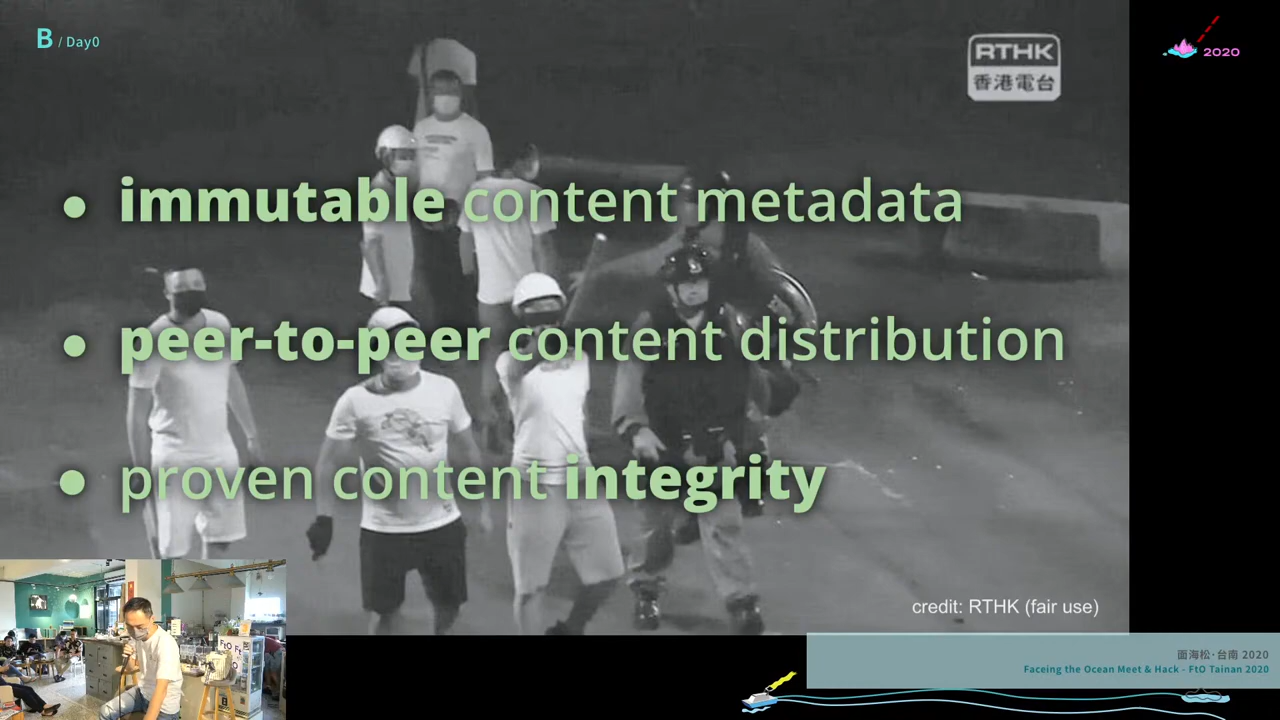 B / Day0
RTHK
香港電台
2020
● immutable content metadata
● peer-to-peer content distribution
● proven content integrity
credit: RTHK (fair use)
面海松·台南 2020
Faceing the Ocean Meet & Hack - FtO Tainan 2020
FtO